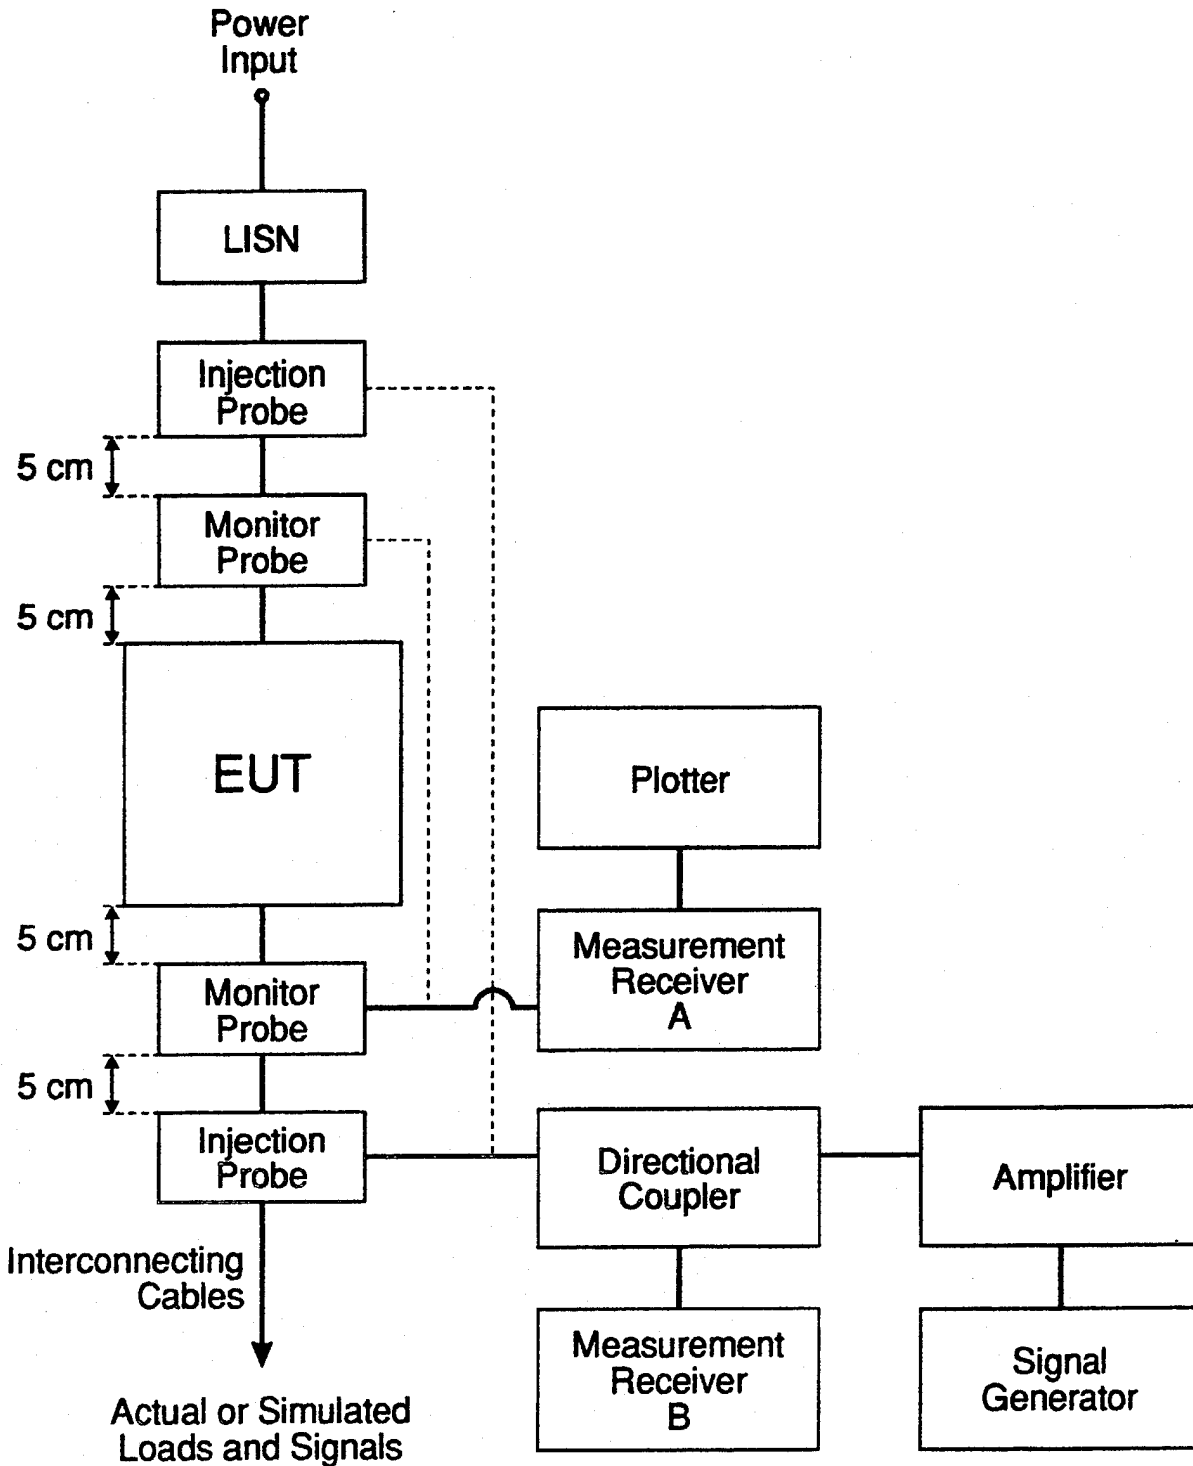 Power
Input
LISN
Injection
Probe
5 cm
Monitor
Probe
5 cm
EUT
Plotter
5 cm
Measurement
Receiver
A
Monitor
Probe
5 cm
Injection
Probe
Directional
Coupler
Amplifier
Interconnecting
Cables
Measurement
Receiver
B
Signal
Generator
Actual or Simulated
Loads and Signals